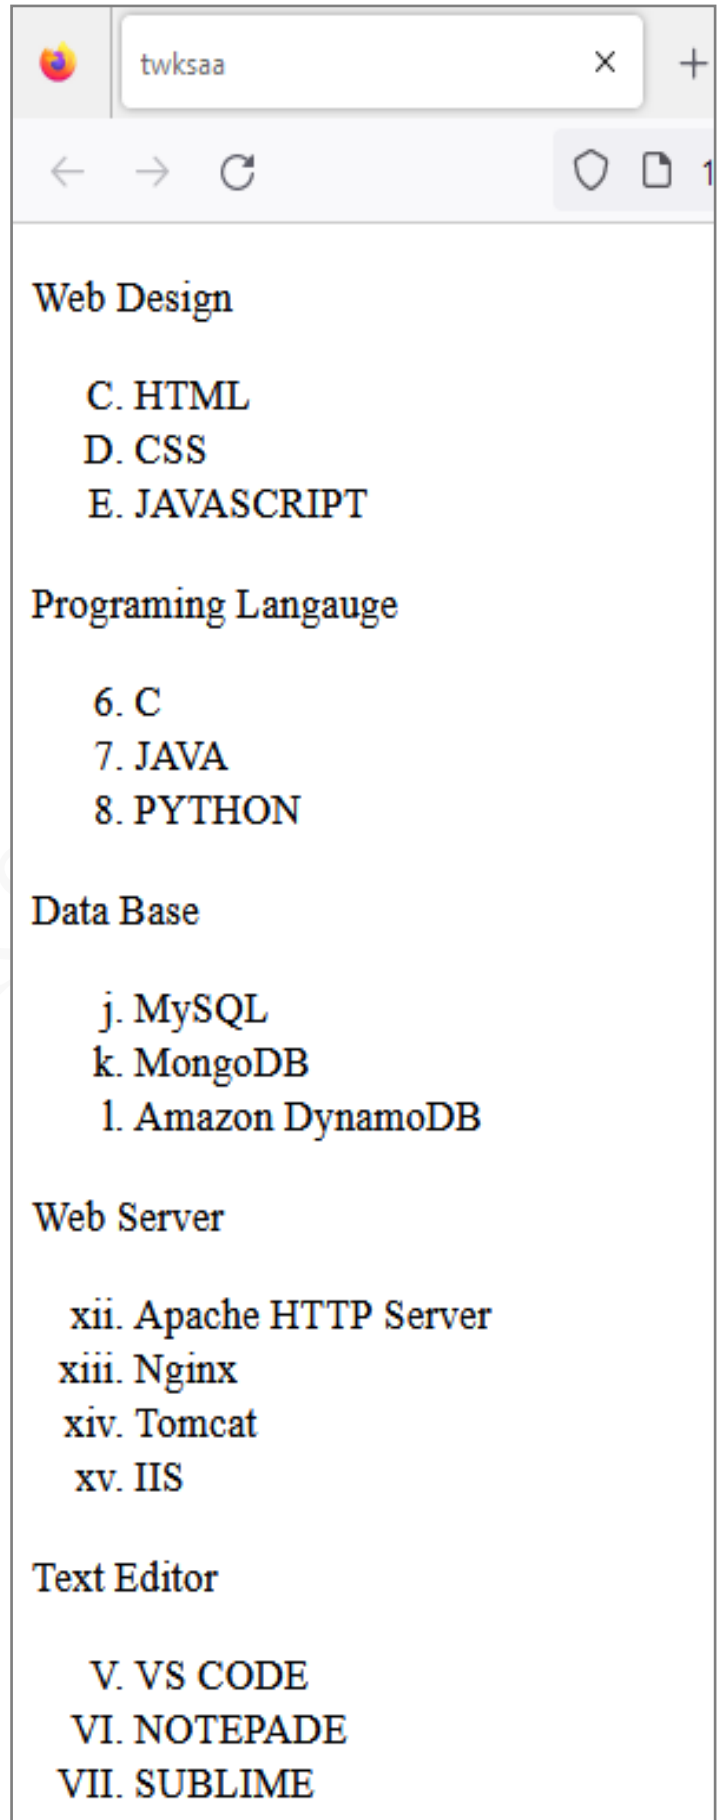 twksaa
1
Web Design
C. HTML
D. CSS
E. JAVASCRIPT
Programing Langauge
6. C
7. JAVA
8. PYTHON
Data Base
j. MySQL
k. MongoDB
l. Amazon DynamoDB
Web Server
xii. Apache HTTP Server
xiii. Nginx
xiv. Tomcat
xv. IIS
Text Editor
V. VS CODE
VI. NOTEPADE
VII. SUBLIME